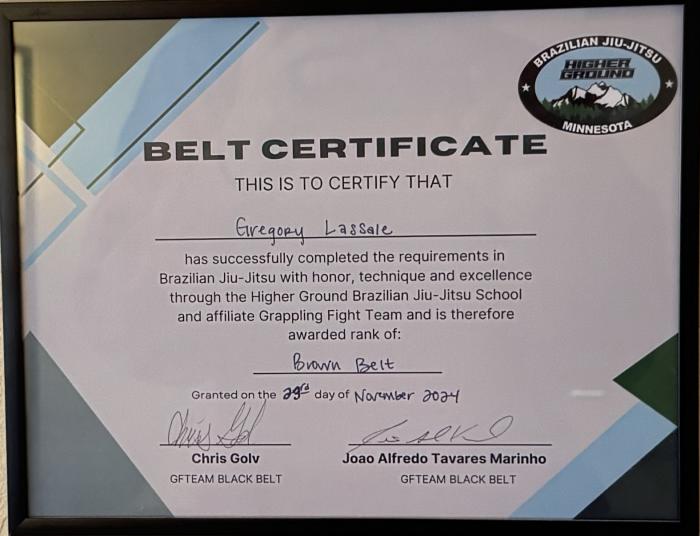 BRAZILIAN JIU-JITSU
HIGHER
GROUND
MINNESOTA
BELT CERTIFICATE
THIS IS TO CERTIFY THAT
Gregory Lassale
has successfully completed the requirements in
Brazilian Jiu-Jitsu with honor, technique and excellence
through the Higher Ground Brazilian Jiu-Jitsu School
and affiliate Grappling Fight Team and is therefore
awarded rank of:
Brown Belt
Granted on the 29rd day of November 2024
Chris Golv
Joao Alfredo Tavares Marinho
GFTEAM BLACK BELT
GFTEAM BLACK BELT